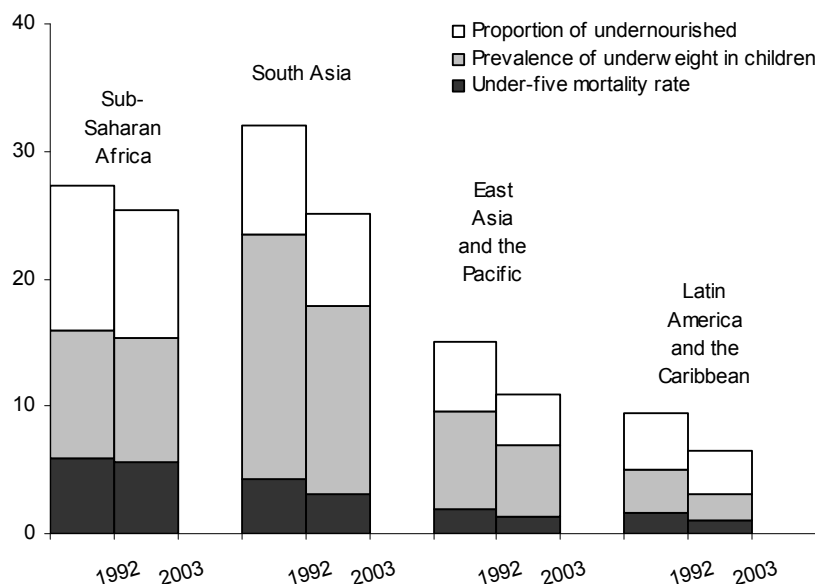 40
30
20
10
0
Proportion of undernourished
Prevalence of underweight in children
Under-five mortality rate
Sub-
Saharan
Africa
South Asia
East
Asia
and the
Pacific
Latin
America
and the
Caribbean
1992 2003 1992 2003 1992 2003 1992 2003